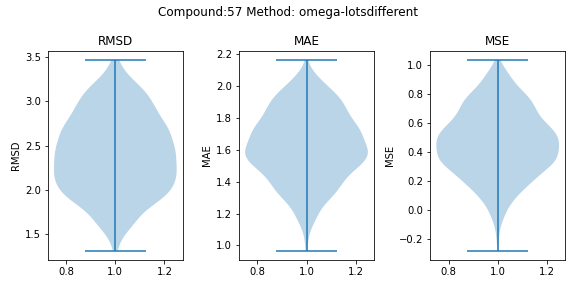 Compound:57 Method: omega-lotsdifferent
RMSD
MAE
MSE
RMSD
3.5
3.0
2.5
2.0
1.5
0.8 1.0 1.2
MAE
2.2
2.0
1.8
1.6
1.4
1.2
1.0
0.8 1.0 1.2
MSE
1.0
0.8
0.6
0.4
0.2
0.0
−0.2
0.8 1.0 1.2